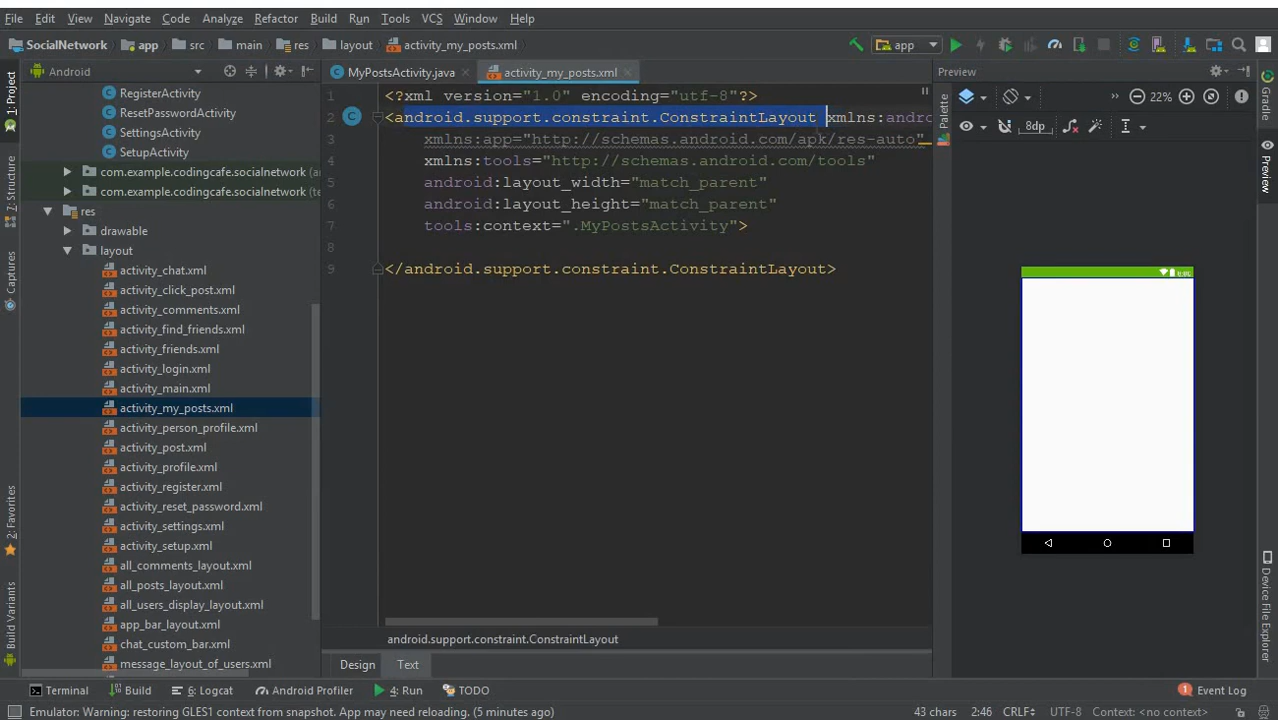 File Edit View Navigate Code Analyze Refactor Build Run Tools VCS Window Help
SocialNetwork app src main res layout activity_my_posts.xml app
Android MyPostsActivity.java activity_my_posts.xml Preview
1: Project
Z: Structure
Captures
2: Favorites
Build Variants
RegisterActivity
ResetPasswordActivity
SettingsActivity
SetupActivity
com.example.codingcafe.socialnetwork (a
com.example.codingcafe.socialnetwork (te
res
drawable
layout
activity_chat.xml
activity_click_post.xml
activity_comments.xml
activity_find_friends.xml
activity_friends.xml
activity_login.xml
activity_main.xml
activity_my_posts.xml
activity_person_profile.xml
activity_post.xml
activity_profile.xml
activity_register.xml
activity_reset_password.xml
activity_settings.xml
activity_setup.xml
all_comments_layout.xml
all_posts_layout.xml
all_users_display_layout.xml
app_bar_layout.xml
chat_custom_bar.xml
message_layout_of_users.xml
1 <?xml version="1.0" encoding="utf-8"?>
2 <android.support.constraint.ConstraintLayout xmlns:andro
3 xmlns:app="http://schemas.android.com/apk/res-auto"
4 xmlns:tools="http://schemas.android.com/tools"
5 android:layout_width="match_parent"
6 android:layout_height="match_parent"
7 tools:context=".MyPostsActivity">
8
9 </android.support.constraint.ConstraintLayout>
android.support.constraint.ConstraintLayout
Design Text
22%
8dp
Palette
Gradle
Preview
Device File Explorer
Terminal Build 6: Logcat Android Profiler 4: Run TODO Event Log
Emulator: Warning: restoring GLES1 context from snapshot. App may need reloading. (5 minutes ago) 43 chars 2:46 CRLF UTF-8 Context: <no context>